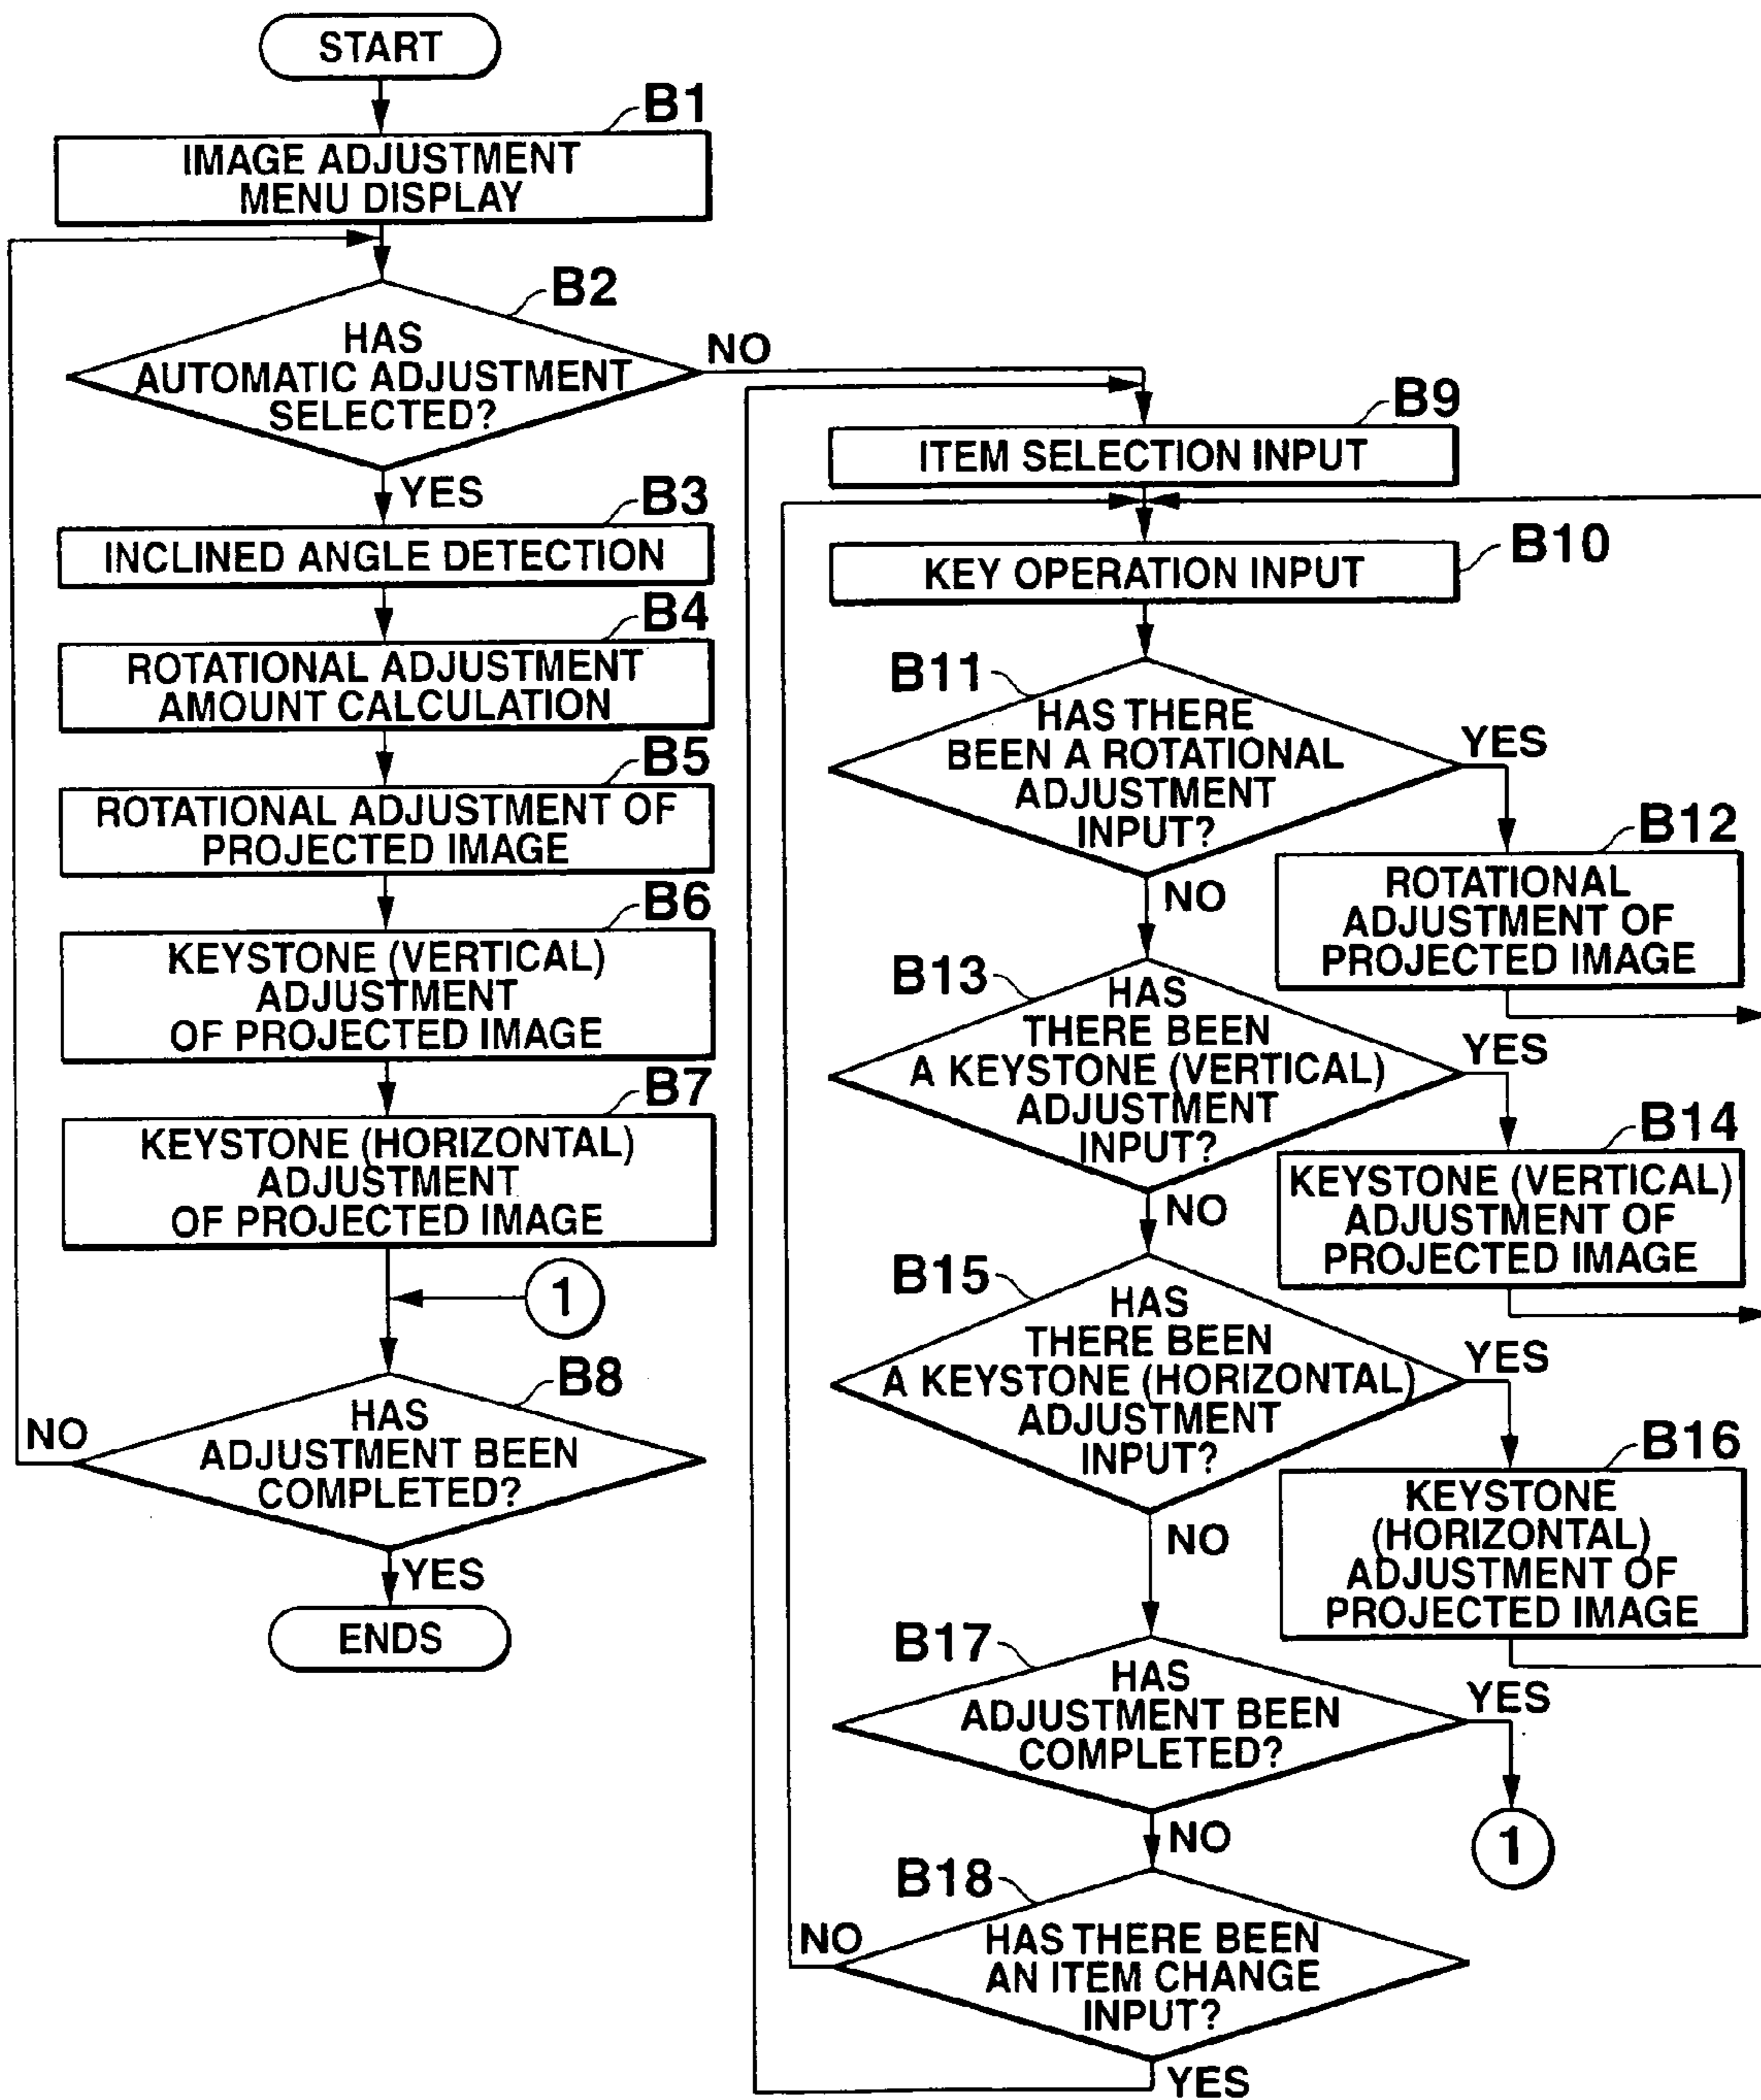 START
B1
IMAGE ADJUSTMENT
MENU DISPLAY
B2
HAS
AUTOMATIC ADJUSTMENT
SELECTED?
NO
YES
B3
INCLINED ANGLE DETECTION
B4
ROTATIONAL ADJUSTMENT
AMOUNT CALCULATION
B5
ROTATIONAL ADJUSTMENT OF
PROJECTED IMAGE
B6
KEYSTONE (VERTICAL)
ADJUSTMENT
OF PROJECTED IMAGE
B7
KEYSTONE (HORIZONTAL)
ADJUSTMENT
OF PROJECTED IMAGE
1
B8
HAS
ADJUSTMENT BEEN
COMPLETED?
NO
YES
ENDS
B9
ITEM SELECTION INPUT
B10
KEY OPERATION INPUT
B11
HAS THERE
BEEN A ROTATIONAL
ADJUSTMENT
INPUT?
YES
NO
B12
ROTATIONAL
ADJUSTMENT OF
PROJECTED IMAGE
B13
HAS
THERE BEEN
A KEYSTONE (VERTICAL)
ADJUSTMENT
INPUT?
YES
NO
B14
KEYSTONE (VERTICAL)
ADJUSTMENT OF
PROJECTED IMAGE
B15
HAS
THERE BEEN
A KEYSTONE (HORIZONTAL)
ADJUSTMENT
INPUT?
YES
NO
B16
KEYSTONE
(HORIZONTAL)
ADJUSTMENT OF
PROJECTED IMAGE
B17
HAS
ADJUSTMENT BEEN
COMPLETED?
YES
NO
1
B18
HAS THERE BEEN
AN ITEM CHANGE
INPUT?
NO
YES